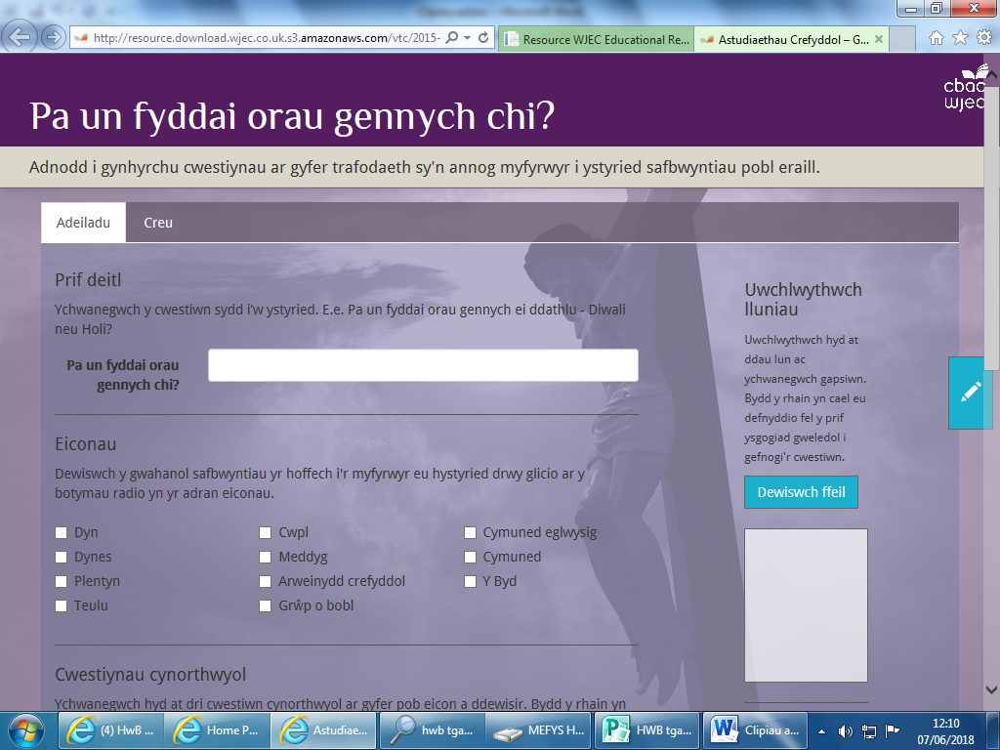 http://resource.download.wjec.co.uk.s3.amazonaws.com/vtc/2015-
Resource WJEC Educational Re...
Astudiaethau Crefyddol – G...
cbac
wjec
Pa un fyddai orau gennych chi?
Adnodd i gynhyrchu cwestiynau ar gyfer trafodaeth sy'n annog myfyrwyr i ystyried safbwyntiau pobl eraill.
Adeiladu
Creu
Prif deitl
Ychwanegwch y cwestiwn sydd i'w ystyried. E.e. Pa un fyddai orau gennych ei ddathlu - Diwali
neu Holi?
Pa un fyddai orau
gennych chi?
Eiconau
Dewiswch y gwahanol safbwyntiau yr hoffech i'r myfyrwyr eu hystyried drwy glicio ar y
botymau radio yn yr adran eiconau.
Dyn
Cwpl
Cymuned eglwysig
Dynes
Meddyg
Cymuned
Plentyn
Arweinydd crefyddol
Y Byd
Teulu
Grŵp o bobl
Cwestiynau cynorthwyol
Ychwanegwch hyd at dri cwestiwn cynorthwyol ar gyfer pob eicon a ddewisir. Bydd y rhain yn
Uwchlwythwch
lluniau
Uwchlwythwch hyd at
ddau lun ac
ychwanegwch gapsiwn.
Bydd y rhain yn cael eu
defnyddio fel y prif
ysgogiad gweledol i
gefnogi'r cwestiwn.
Dewiswch ffeil
(4) HwB ...
Home P...
Astudiae...
hwb tga...
MEFYS H...
HWB tga...
Clipiau a...
12:10
07/06/2018